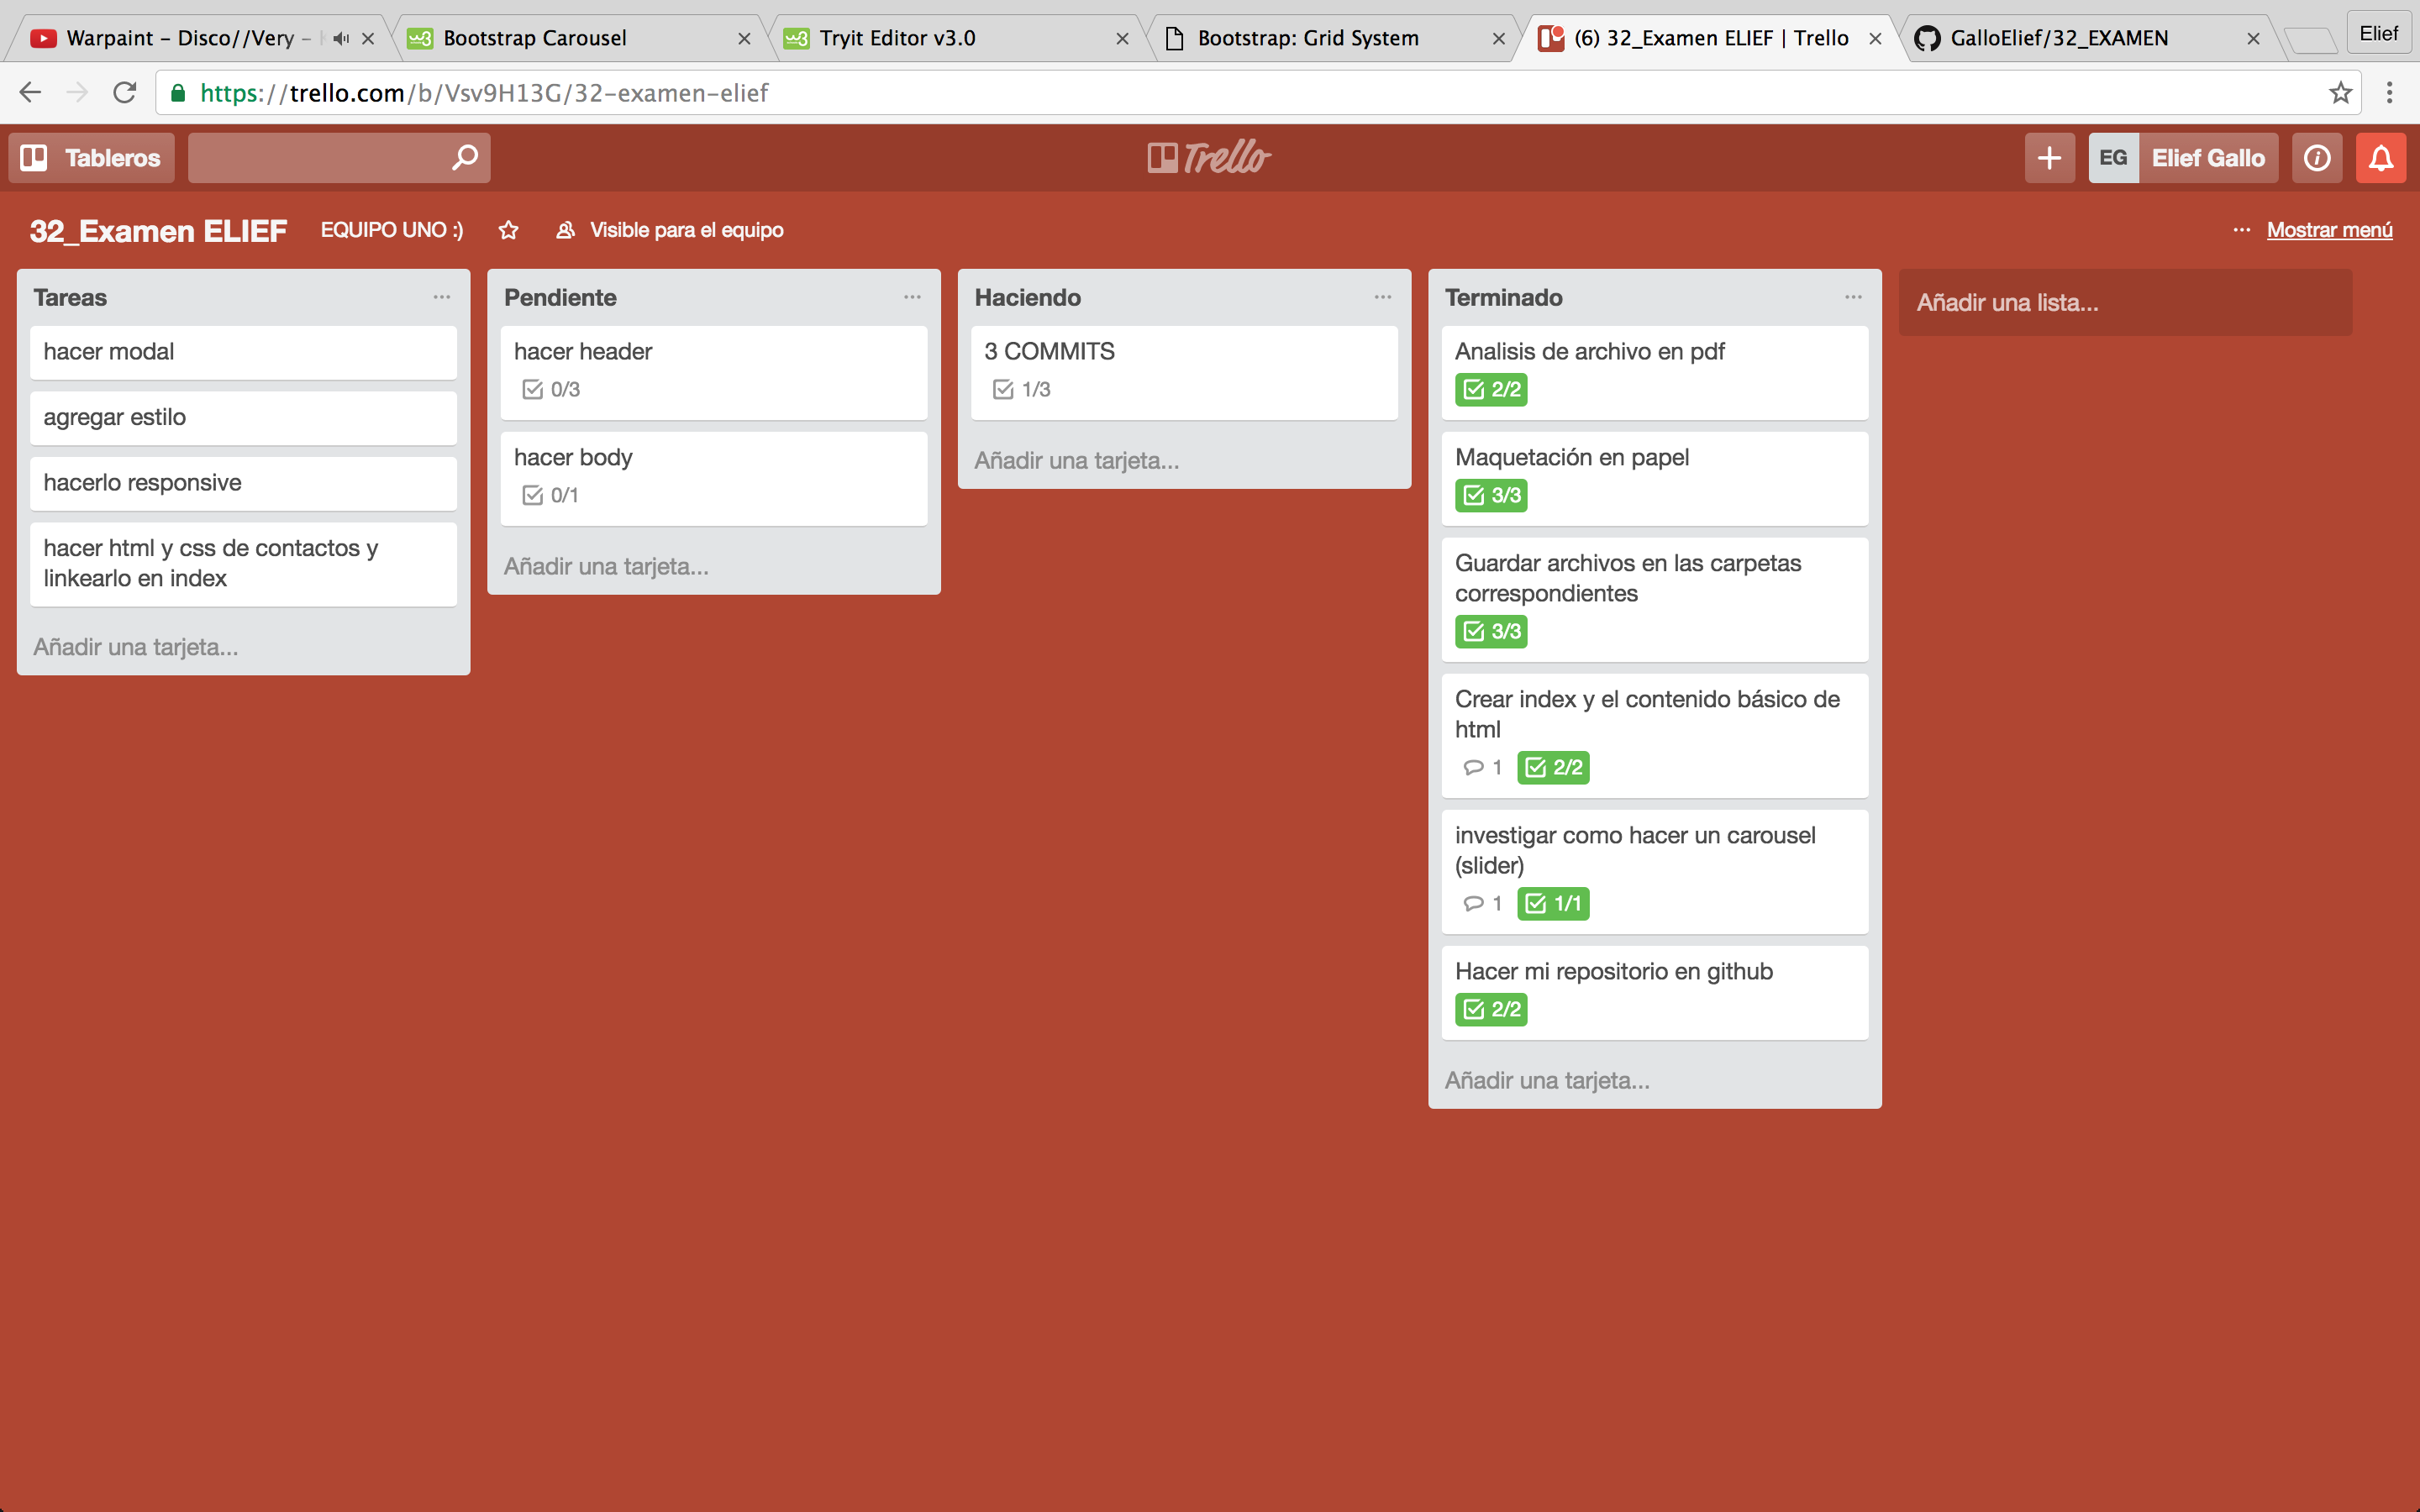 Warpaint – Disco//Very –
Bootstrap Carousel
Tryit Editor v3.0
Bootstrap: Grid System
(6) 32_Examen ELIEF | Trello
GalloElief/32_EXAMEN
Elief
https://trello.com/b/Vsv9H13G/32-examen-elief
Tableros
Trello
EG
Elief Gallo
32_Examen ELIEF
EQUIPO UNO :)
Visible para el equipo
Mostrar menú
Tareas
hacer modal
agregar estilo
hacerlo responsive
hacer html y css de contactos y
linkearlo en index
Añadir una tarjeta...
Pendiente
hacer header
0/3
hacer body
0/1
Añadir una tarjeta...
Haciendo
3 COMMITS
1/3
Añadir una tarjeta...
Terminado
Analisis de archivo en pdf
2/2
Maquetación en papel
3/3
Guardar archivos en las carpetas
correspondientes
3/3
Crear index y el contenido básico de
html
1 2/2
investigar como hacer un carousel
(slider)
1 1/1
Hacer mi repositorio en github
2/2
Añadir una tarjeta...
Añadir una lista...